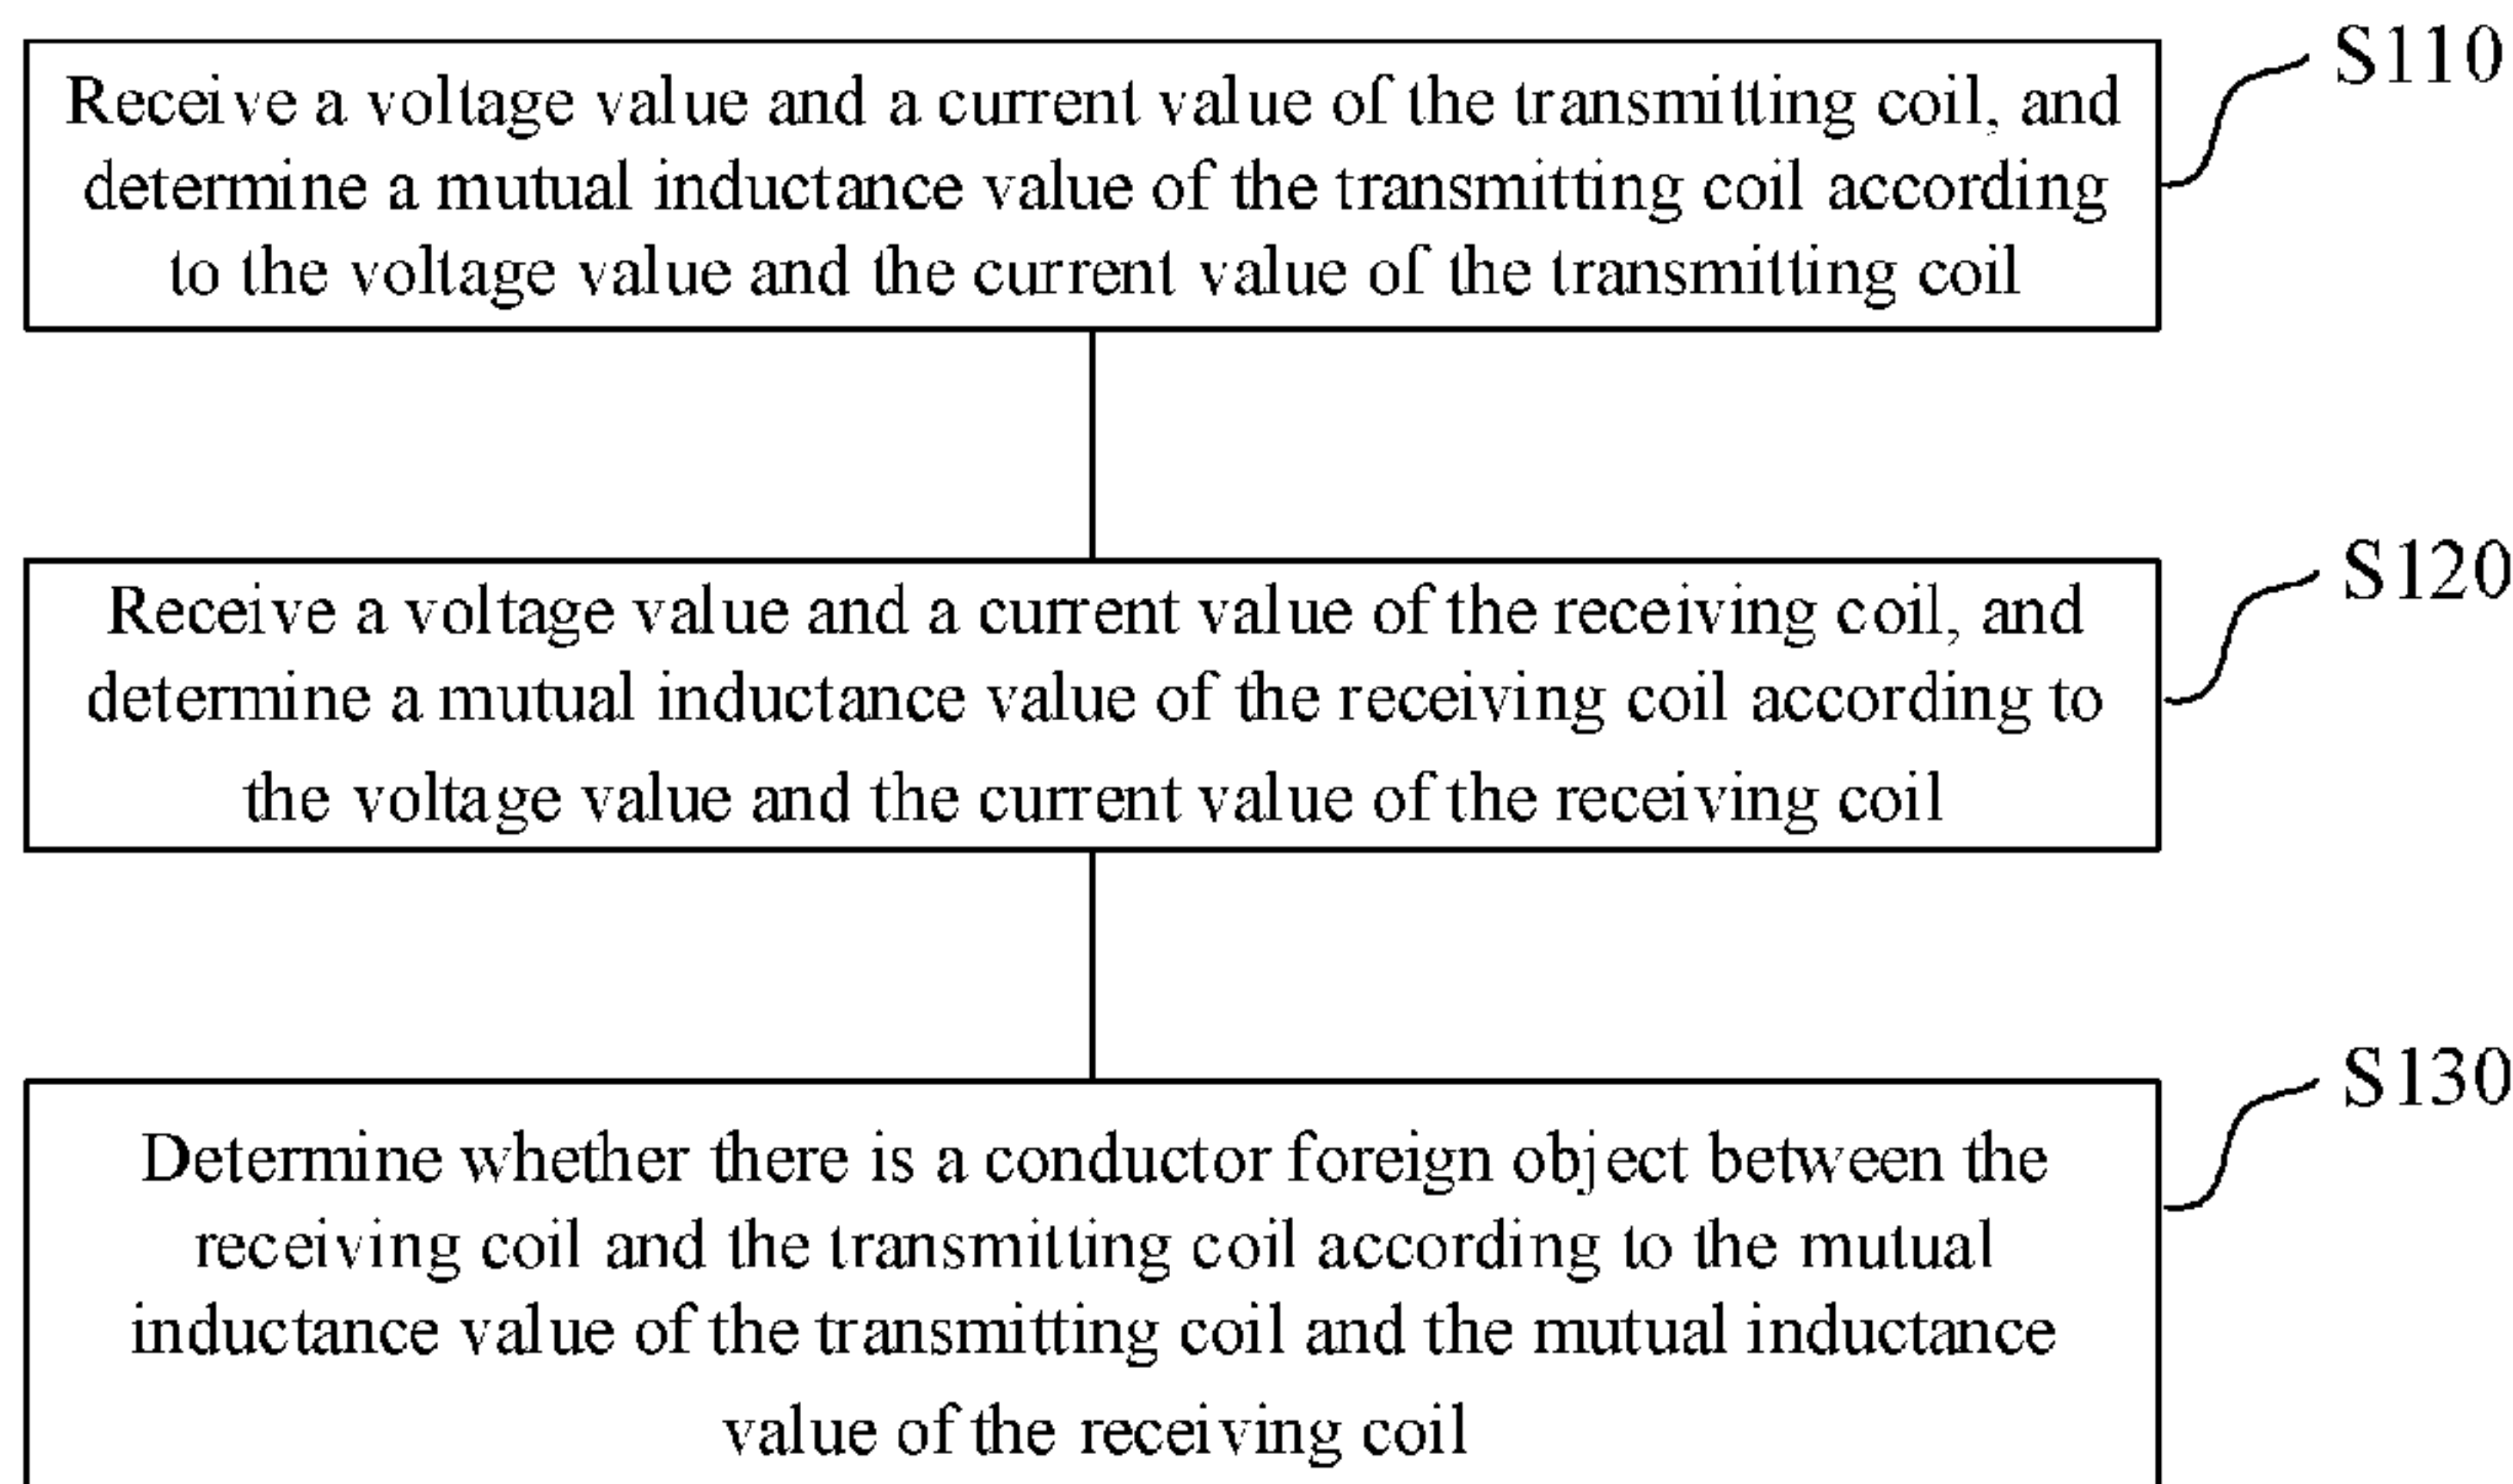 S110
Receive a voltage value and a current value of the transmitting coil, and
determine a mutual inductance value of the transmitting coil according
to the voltage value and the current value of the transmitting coil
S120
Receive a voltage value and a current value of the receiving coil, and
determine a mutual inductance value of the receiving coil according to
the voltage value and the current value of the receiving coil
S130
Determine whether there is a conductor foreign object between the
receiving coil and the transmitting coil according to the mutual
inductance value of the transmitting coil and the mutual inductance
value of the receiving coil